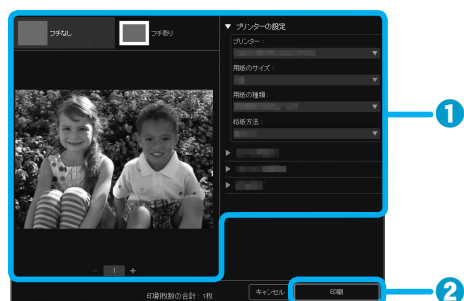 フチなし
フチあり
▼ プリンターの設定
プリンター：
用紙のサイズ：
用紙の種類：
給紙方法：
1
－ 1 ＋
印刷枚数の合計：1枚
キャンセル
印刷
2